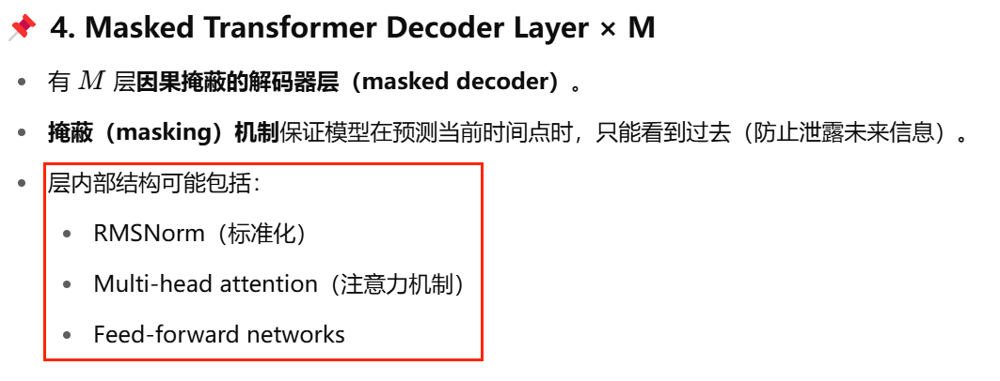 📌 4. Masked Transformer Decoder Layer × M
• 有 M 层因果掩蔽的解码器层（masked decoder）。
• 掩蔽（masking）机制保证模型在预测当前时间点时，只能看到过去（防止泄露未来信息）。
• 层内部结构可能包括：
• RMSNorm（标准化）
• Multi-head attention（注意力机制）
• Feed-forward networks